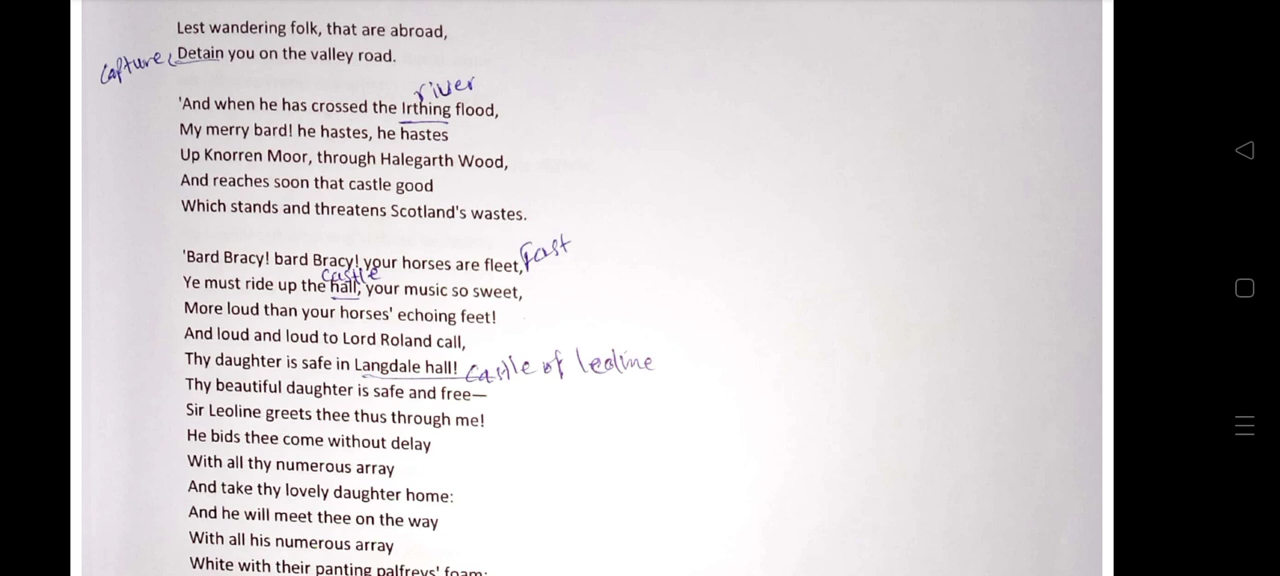 Lest wandering folk, that are abroad,
capture Detain you on the valley road.
river
'And when he has crossed the Irthing flood,
My merry bard! he hastes, he hastes
Up Knorren Moor, through Halegarth Wood,
And reaches soon that castle good
Which stands and threatens Scotland's wastes.
'Bard Bracy! bard Bracy! your horses are fleet, Fast
castle
Ye must ride up the hall, your music so sweet,
More loud than your horses' echoing feet!
And loud and loud to Lord Roland call,
Thy daughter is safe in Langdale hall! castle of leoline
Thy beautiful daughter is safe and free—
Sir Leoline greets thee thus through me!
He bids thee come without delay
With all thy numerous array
And take thy lovely daughter home:
And he will meet thee on the way
With all his numerous array
White with their panting palfreys' foam: